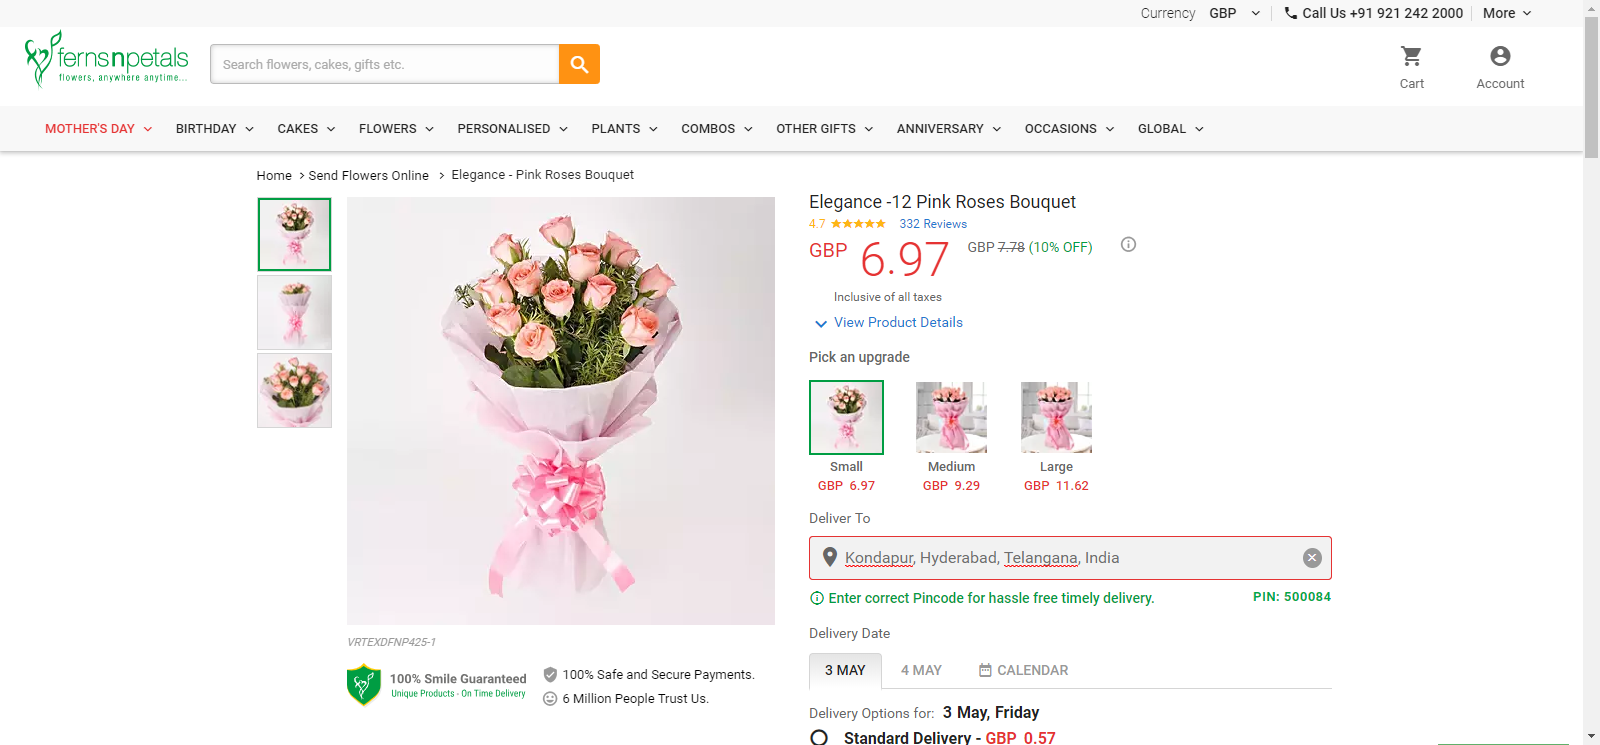 Currency GBP Call Us +91 921 242 2000 More
fernsnpetals
flowers, anywhere anytime...
Search flowers, cakes, gifts etc.
Cart
Account
MOTHER'S DAY BIRTHDAY CAKES FLOWERS PERSONALISED PLANTS COMBOS OTHER GIFTS ANNIVERSARY OCCASIONS GLOBAL
Home > Send Flowers Online > Elegance - Pink Roses Bouquet
Elegance -12 Pink Roses Bouquet
4.7 ★★★★★ 332 Reviews
GBP 6.97 GBP 7.78 (10% OFF)
Inclusive of all taxes
View Product Details
Pick an upgrade
Small Medium Large
GBP 6.97 GBP 9.29 GBP 11.62
Deliver To
Kondapur, Hyderabad, Telangana, India
Enter correct Pincode for hassle free timely delivery. PIN: 500084
Delivery Date
3 MAY 4 MAY CALENDAR
Delivery Options for: 3 May, Friday
Standard Delivery - GBP 0.57
VRTEXDFNP425-1
100% Smile Guaranteed
Unique Products - On Time Delivery
100% Safe and Secure Payments.
6 Million People Trust Us.